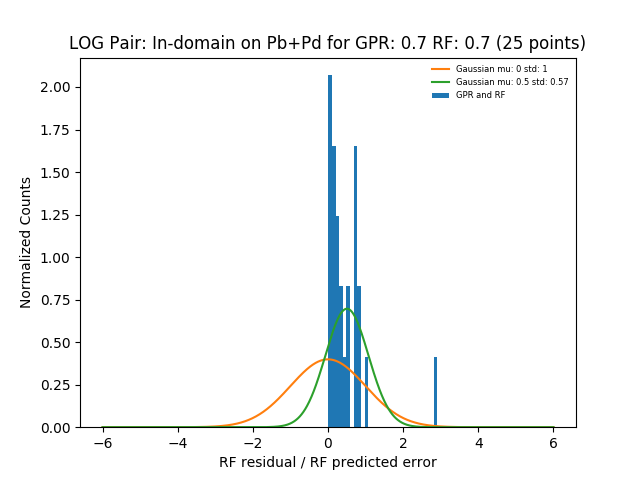 LOG Pair: In-domain on Pb+Pd for GPR: 0.7 RF: 0.7 (25 points)
Gaussian mu: 0 std: 1
Gaussian mu: 0.5 std: 0.57
GPR and RF
Normalized Counts
2.00
1.75
1.50
1.25
1.00
0.75
0.50
0.25
0.00
−6 −4 −2 0 2 4 6
RF residual / RF predicted error